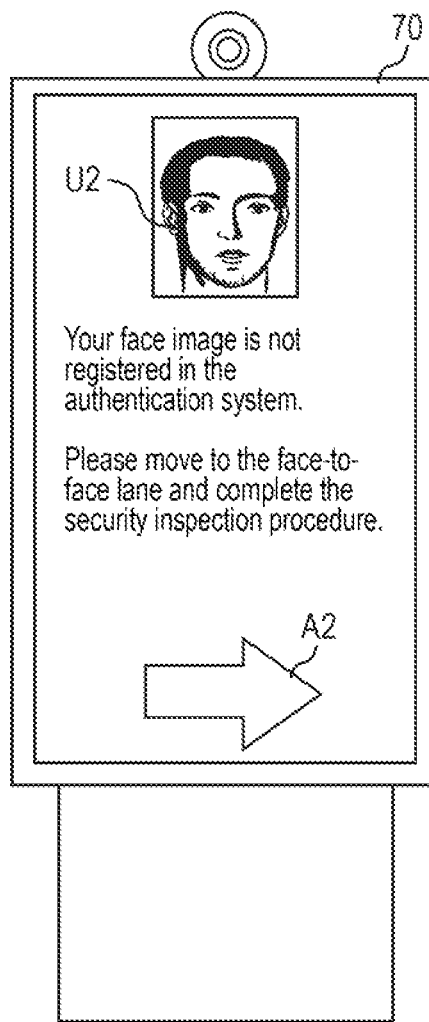 70
U2
Your face image is not
registered in the
authentication system.
Please move to the face-to-
face lane and complete the
security inspection procedure.
A2